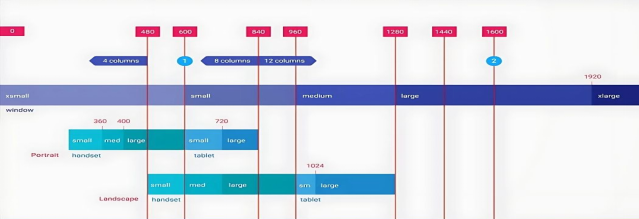 0 480 600 840 960 1280 1440 1600
4 columns 1 8 columns 12 columns 2
1920
xsmall small medium large xlarge
window
360 400 720
small med large small large
Portrait handset tablet
1024
small med large sm large
Landscape handset tablet